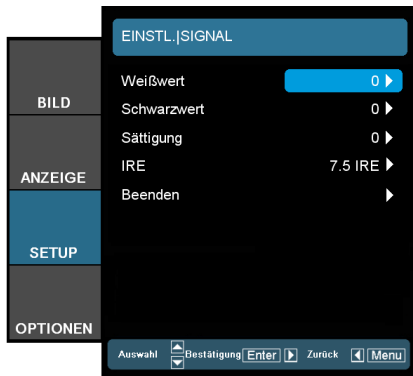 EINSTL.|SIGNAL
Weißwert 0
Schwarzwert 0
Sättigung 0
IRE 7.5 IRE
Beenden
BILD
ANZEIGE
SETUP
OPTIONEN
Auswahl Bestätigung Enter Zurück Menu